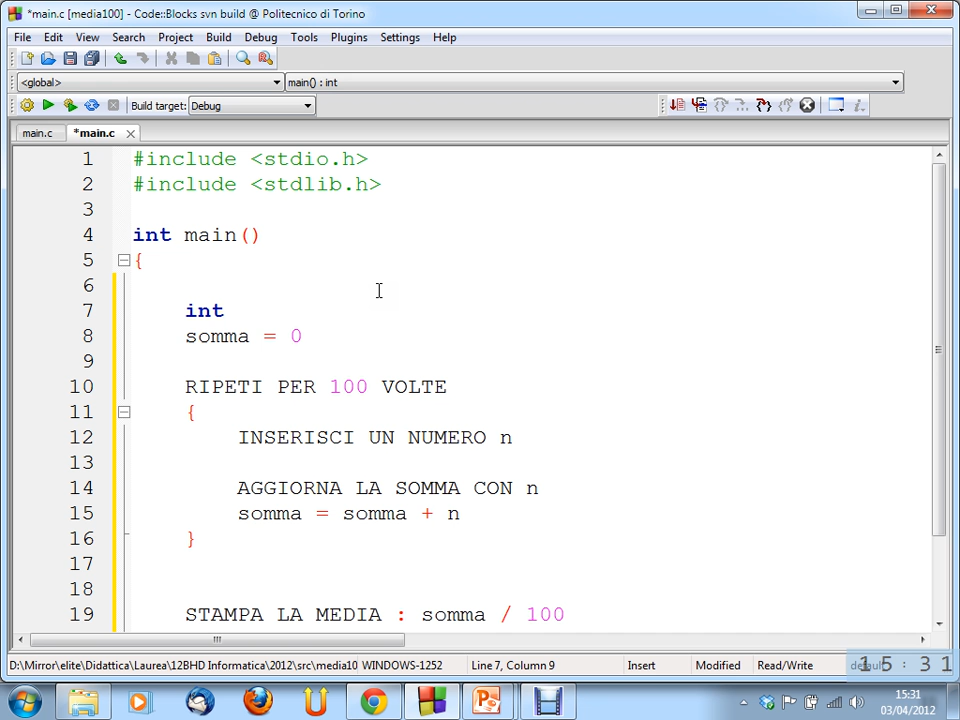 *main.c [media100] - Code::Blocks svn build @ Politecnico di Torino
File Edit View Search Project Build Debug Tools Plugins Settings Help
<global> main() : int
Build target: Debug
main.c *main.c
1 #include <stdio.h>
2 #include <stdlib.h>
3
4 int main()
5 {
6
7 int
8 somma = 0
9
10 RIPETI PER 100 VOLTE
11 {
12 INSERISCI UN NUMERO n
13
14 AGGIORNA LA SOMMA CON n
15 somma = somma + n
16 }
17
18
19 STAMPA LA MEDIA : somma / 100
D:\Mirror\elite\Didattica\Laurea\12BHD Informatica\2012\src\media10 WINDOWS-1252 Line 7, Column 9 Insert Modified Read/Write default
15:31
15:31
03/04/2012